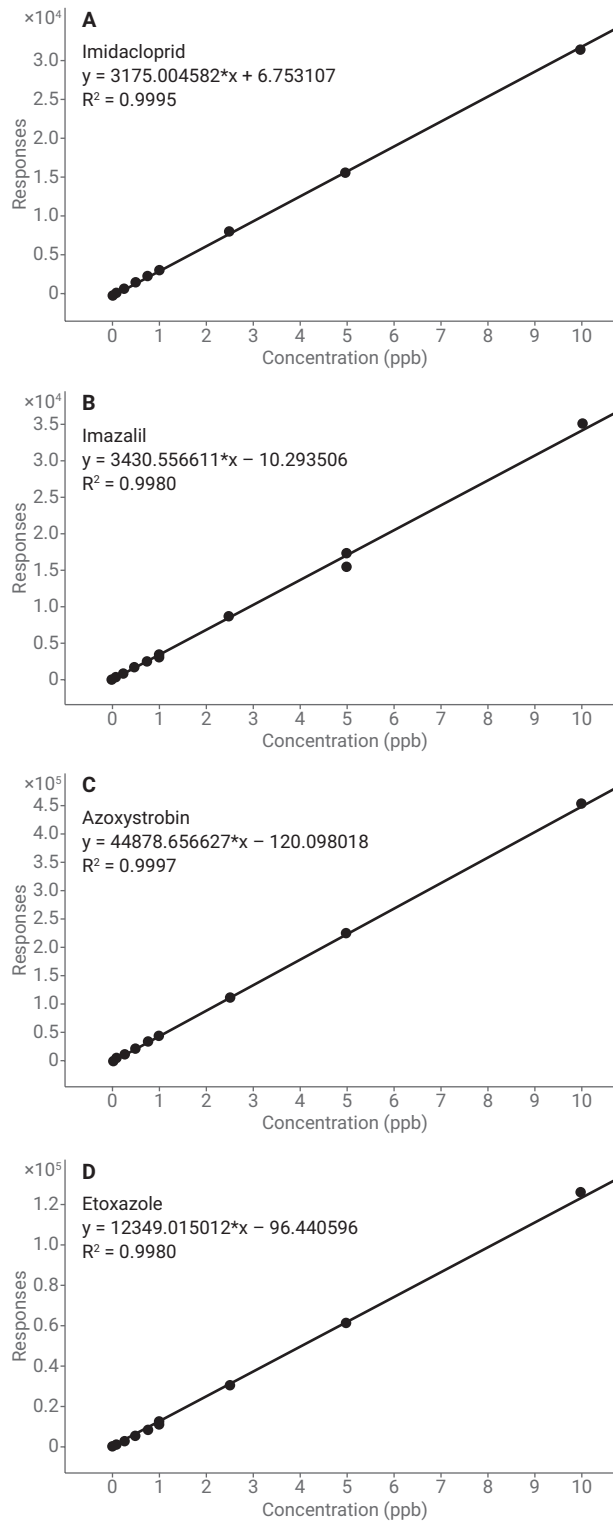 ×10⁴
A
Imidacloprid
y = 3175.004582*x + 6.753107
R² = 0.9995
Responses
3.0
2.5
2.0
1.5
1.0
0.5
0
0 1 2 3 4 5 6 7 8 9 10
Concentration (ppb)
×10⁴
B
Imazalil
y = 3430.556611*x – 10.293506
R² = 0.9980
Responses
3.5
3.0
2.5
2.0
1.5
1.0
0.5
0
0 1 2 3 4 5 6 7 8 9 10
Concentration (ppb)
×10⁵
C
Azoxystrobin
y = 44878.656627*x – 120.098018
R² = 0.9997
Responses
4.5
4.0
3.5
3.0
2.5
2.0
1.5
1.0
0.5
0
0 1 2 3 4 5 6 7 8 9 10
Concentration (ppb)
×10⁵
D
Etoxazole
y = 12349.015012*x – 96.440596
R² = 0.9980
Responses
1.2
1.0
0.8
0.6
0.4
0.2
0
0 1 2 3 4 5 6 7 8 9 10
Concentration (ppb)